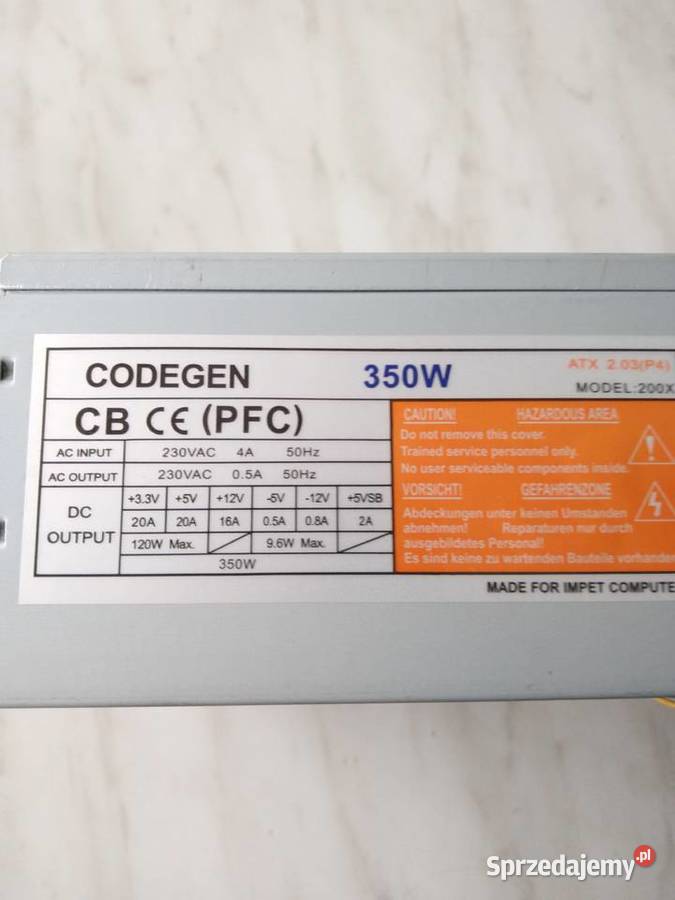 CODEGEN 350W ATX 2.03(P4)
MODEL:200X
CB CE (PFC)
AC INPUT 230VAC 4A 50Hz
AC OUTPUT 230VAC 0.5A 50Hz
DC OUTPUT
+3.3V +5V +12V -5V -12V +5VSB
20A 20A 16A 0.5A 0.8A 2A
120W Max. 9.6W Max.
350W
CAUTION! HAZARDOUS AREA
Do not remove this cover.
Trained service personnel only.
No user serviceable components inside.
VORSICHT! GEFAHRENZONE
Abdeckungen unter keinen Umstanden
abnehmen! Reparaturen nur durch
ausgebildetes Personal!
Es sind keine zu wartenden Bauteile vorhanden
MADE FOR IMPET COMPUTE
Sprzedajemy.pl